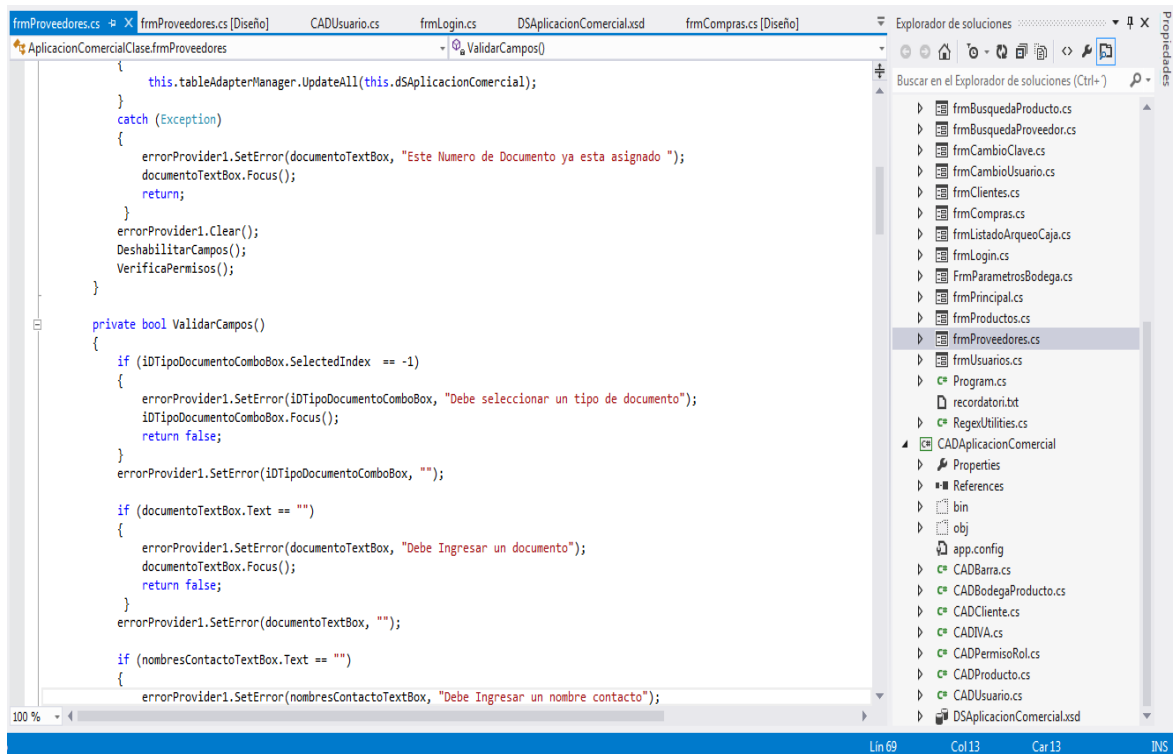 frmProveedores.cs frmProveedores.cs [Diseño] CADUsuario.cs frmLogin.cs DSAplicacionComercial.xsd frmCompras.cs [Diseño]
AplicacionComercialClase.frmProveedores ValidarCampos()
{
this.tableAdapterManager.UpdateAll(this.dSAplicacionComercial);
}
catch (Exception)
{
errorProvider1.SetError(documentoTextBox, "Este Numero de Documento ya esta asignado ");
documentoTextBox.Focus();
return;
}
errorProvider1.Clear();
DeshabilitarCampos();
VerificaPermisos();
}
private bool ValidarCampos()
{
if (iDTipoDocumentoComboBox.SelectedIndex == -1)
{
errorProvider1.SetError(iDTipoDocumentoComboBox, "Debe seleccionar un tipo de documento");
iDTipoDocumentoComboBox.Focus();
return false;
}
errorProvider1.SetError(iDTipoDocumentoComboBox, "");
if (documentoTextBox.Text == "")
{
errorProvider1.SetError(documentoTextBox, "Debe Ingresar un documento");
documentoTextBox.Focus();
return false;
}
errorProvider1.SetError(documentoTextBox, "");
if (nombresContactoTextBox.Text == "")
{
errorProvider1.SetError(nombresContactoTextBox, "Debe Ingresar un nombre contacto");
100 %
Explorador de soluciones
Buscar en el Explorador de soluciones (Ctrl+´)
frmBusquedaProducto.cs
frmBusquedaProveedor.cs
frmCambioClave.cs
frmCambioUsuario.cs
frmClientes.cs
frmCompras.cs
frmListadoArqueoCaja.cs
frmLogin.cs
FrmParametrosBodega.cs
frmPrincipal.cs
frmProductos.cs
frmProveedores.cs
frmUsuarios.cs
C# Program.cs
recordatori.txt
C# RegexUtilities.cs
C# CADAplicacionComercial
Properties
References
bin
obj
app.config
C# CADBarra.cs
C# CADBodegaProducto.cs
C# CADCliente.cs
C# CADIVA.cs
C# CADPermisoRol.cs
C# CADProducto.cs
C# CADUsuario.cs
DSAplicacionComercial.xsd
Propiedades
Lín 69 Col 13 Car 13 INS